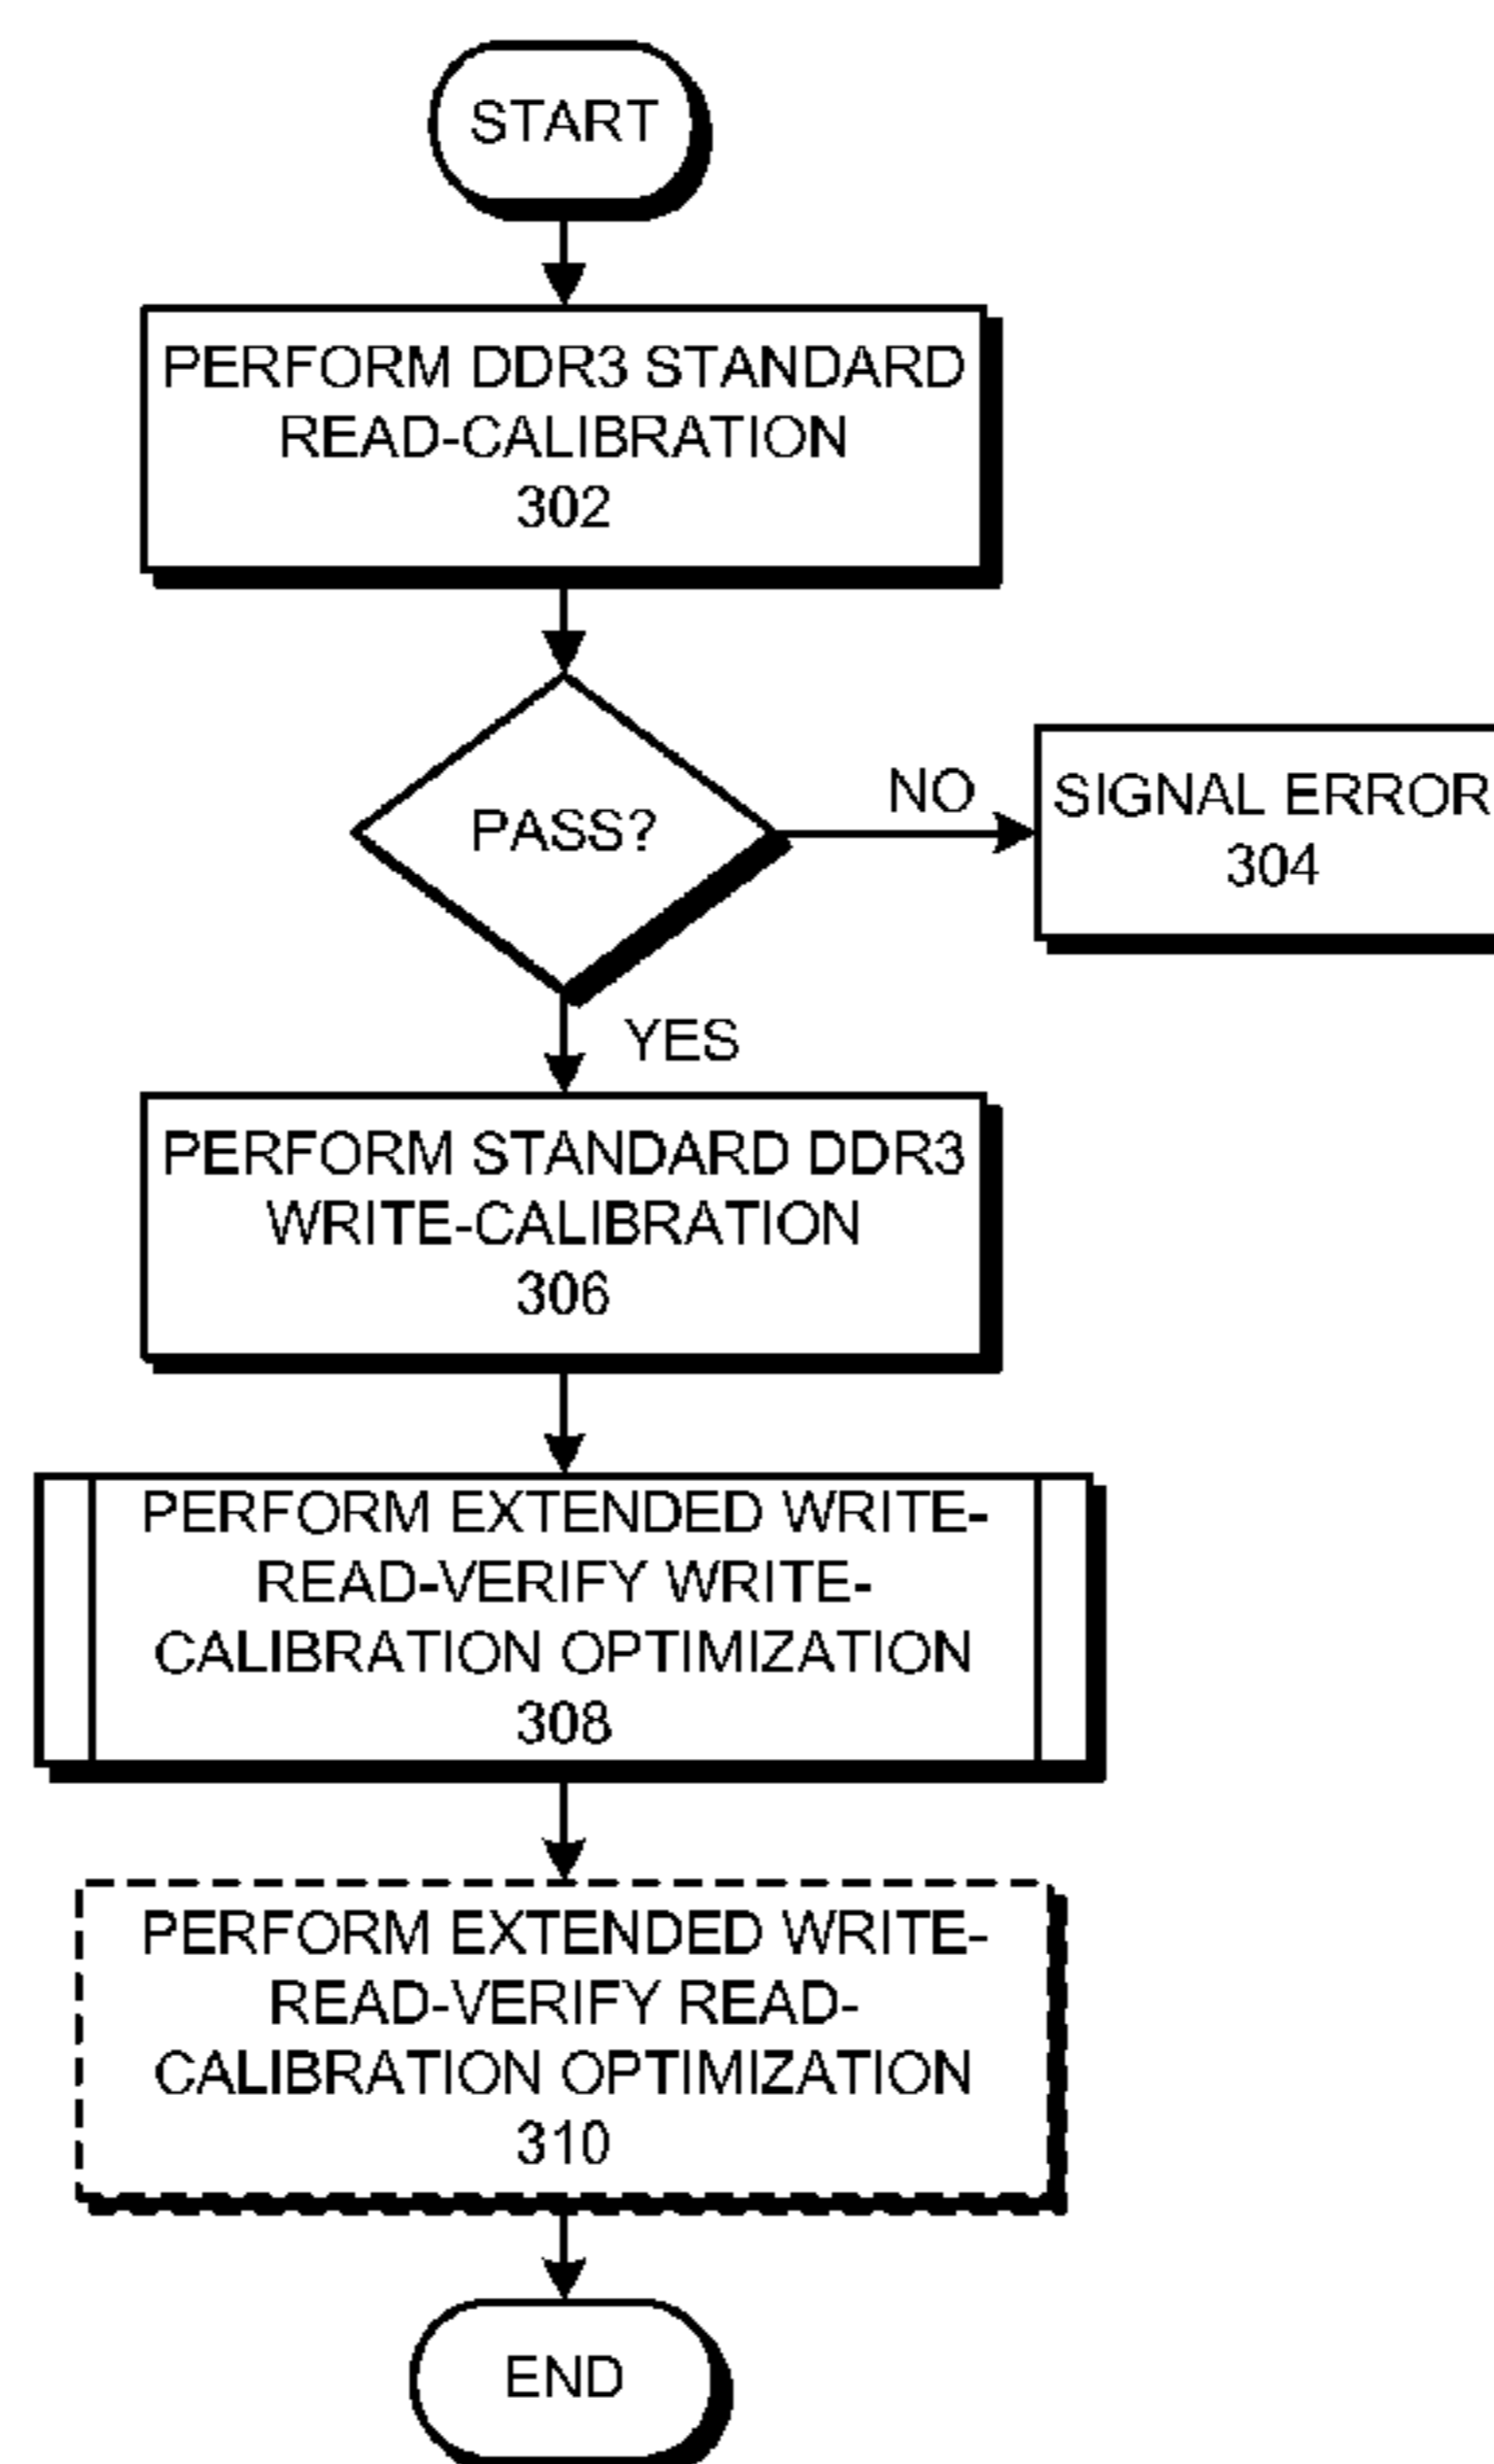 START
PERFORM DDR3 STANDARD
READ-CALIBRATION
302
PASS?
NO
SIGNAL ERROR
304
YES
PERFORM STANDARD DDR3
WRITE-CALIBRATION
306
PERFORM EXTENDED WRITE-
READ-VERIFY WRITE-
CALIBRATION OPTIMIZATION
308
PERFORM EXTENDED WRITE-
READ-VERIFY READ-
CALIBRATION OPTIMIZATION
310
END